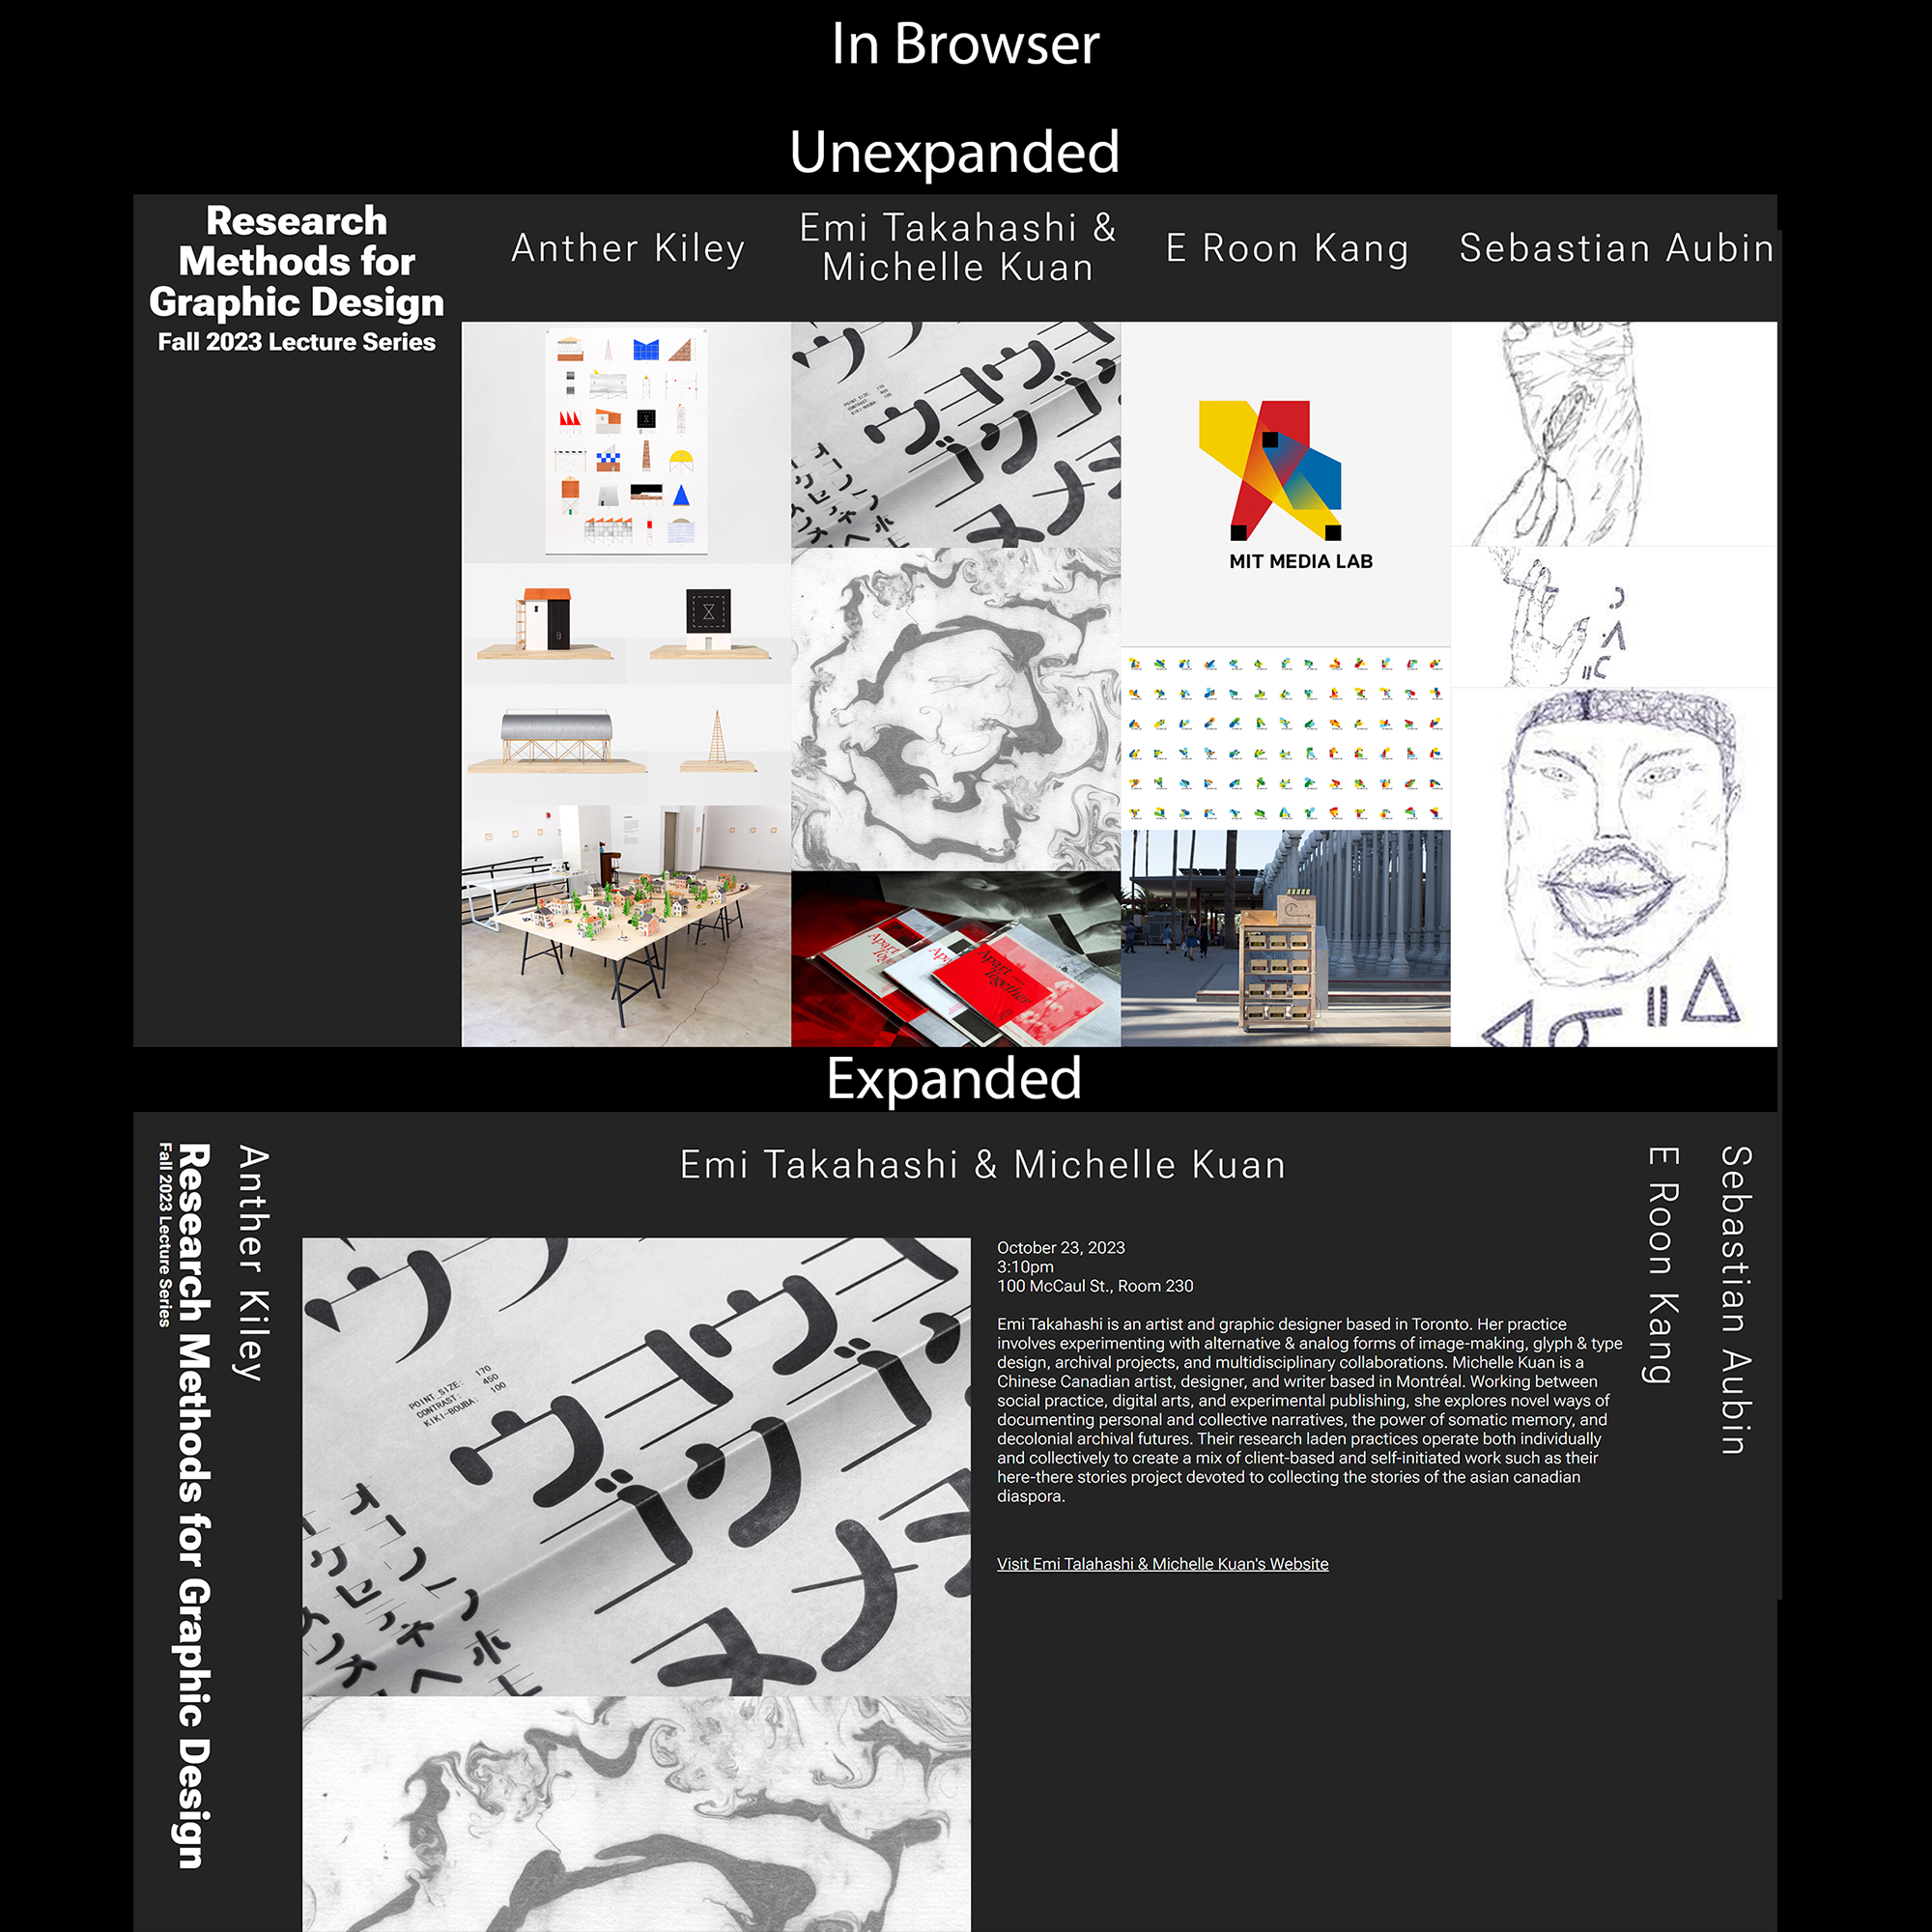 In Browser
Unexpanded
Research
Methods for
Graphic Design
Fall 2023 Lecture Series
Anther Kiley
Emi Takahashi &
Michelle Kuan
E Roon Kang
Sebastian Aubin
POINT SIZE: 170
CONTRAST: 450
KIKI-BOUBA: 100
MIT MEDIA LAB
Apart
Together
Expanded
Research Methods for Graphic Design
Fall 2023 Lecture Series
Anther Kiley
Emi Takahashi & Michelle Kuan
POINT SIZE: 170
CONTRAST: 450
KIKI-BOUBA: 100
October 23, 2023
3:10pm
100 McCaul St., Room 230
Emi Takahashi is an artist and graphic designer based in Toronto. Her practice
involves experimenting with alternative & analog forms of image-making, glyph & type
design, archival projects, and multidisciplinary collaborations. Michelle Kuan is a
Chinese Canadian artist, designer, and writer based in Montréal. Working between
social practice, digital arts, and experimental publishing, she explores novel ways of
documenting personal and collective narratives, the power of somatic memory, and
decolonial archival futures. Their research laden practices operate both individually
and collectively to create a mix of client-based and self-initiated work such as their
here-there stories project devoted to collecting the stories of the asian canadian
diaspora.
Visit Emi Talahashi & Michelle Kuan's Website
E Roon Kang
Sebastian Aubin